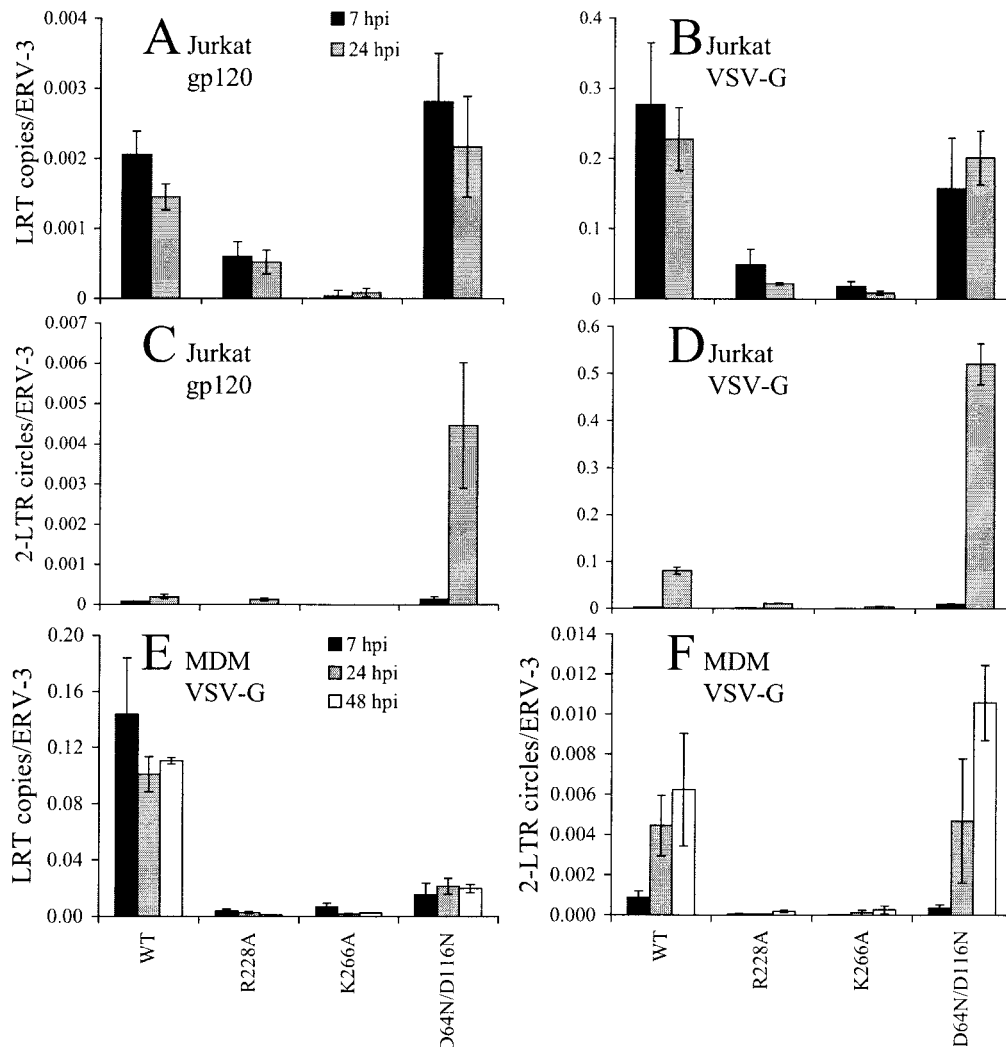 A Jurkat
gp120
7 hpi
24 hpi
LRT copies/ERV-3
0.004
0.003
0.002
0.001
0
B Jurkat
VSV-G
0.4
0.3
0.2
0.1
0
C Jurkat
gp120
2-LTR circles/ERV-3
0.007
0.006
0.005
0.004
0.003
0.002
0.001
0
D Jurkat
VSV-G
0.6
0.5
0.4
0.3
0.2
0.1
0
E MDM
VSV-G
7 hpi
24 hpi
48 hpi
LRT copies/ERV-3
0.20
0.16
0.12
0.08
0.04
0.00
WT
R228A
K266A
D64N/D116N
F MDM
VSV-G
2-LTR circles/ERV-3
0.014
0.012
0.010
0.008
0.006
0.004
0.002
0.000
WT
R228A
K266A
D64N/D116N